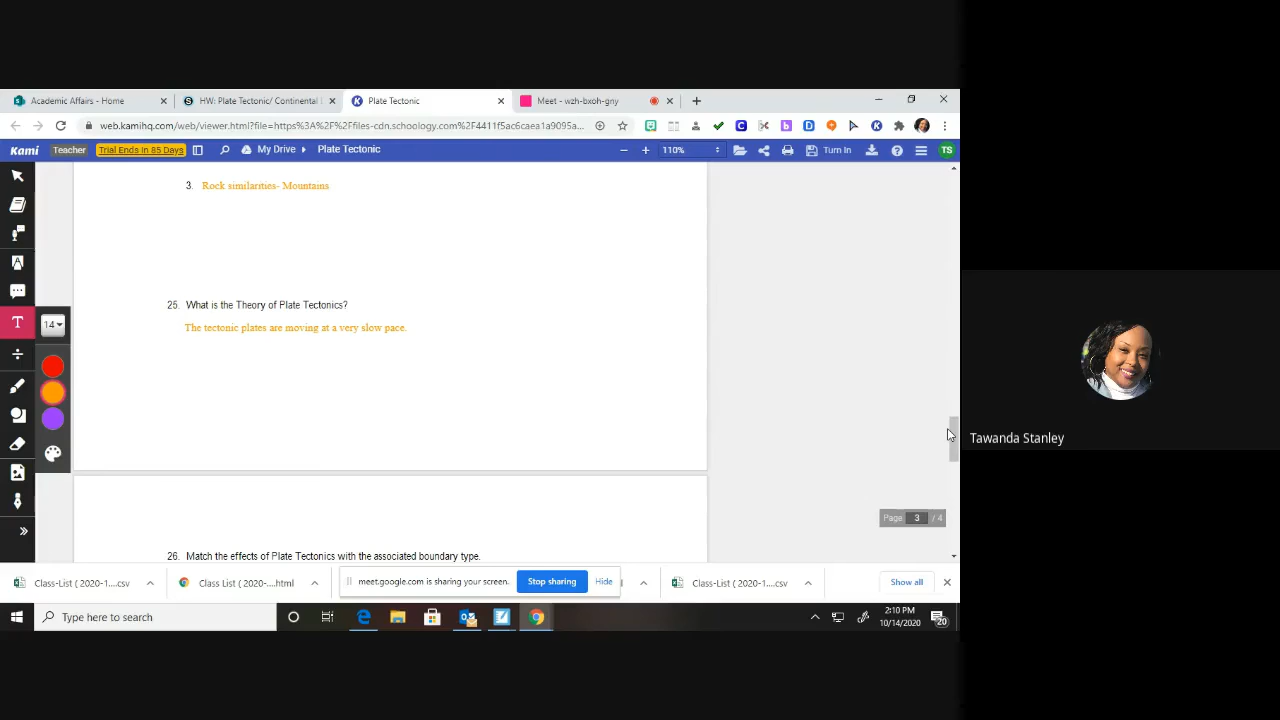 Academic Affairs - Home
HW: Plate Tectonic/ Continental
Plate Tectonic
Meet - wzh-bxoh-gny
web.kamihq.com/web/viewer.html?file=https%3A%2F%2Ffiles-cdn.schoology.com%2F4411f5ac6caea1a9095a...
Kami Teacher Trial Ends In 85 Days My Drive Plate Tectonic 110% Turn In TS
3. Rock similarities- Mountains
25. What is the Theory of Plate Tectonics?
14
The tectonic plates are moving at a very slow pace.
Tawanda Stanley
Page 3 / 4
26. Match the effects of Plate Tectonics with the associated boundary type.
Class-List ( 2020-1....csv
Class List ( 2020-....html
meet.google.com is sharing your screen. Stop sharing Hide
Class-List ( 2020-1....csv
Show all
Type here to search
2:10 PM
10/14/2020
20